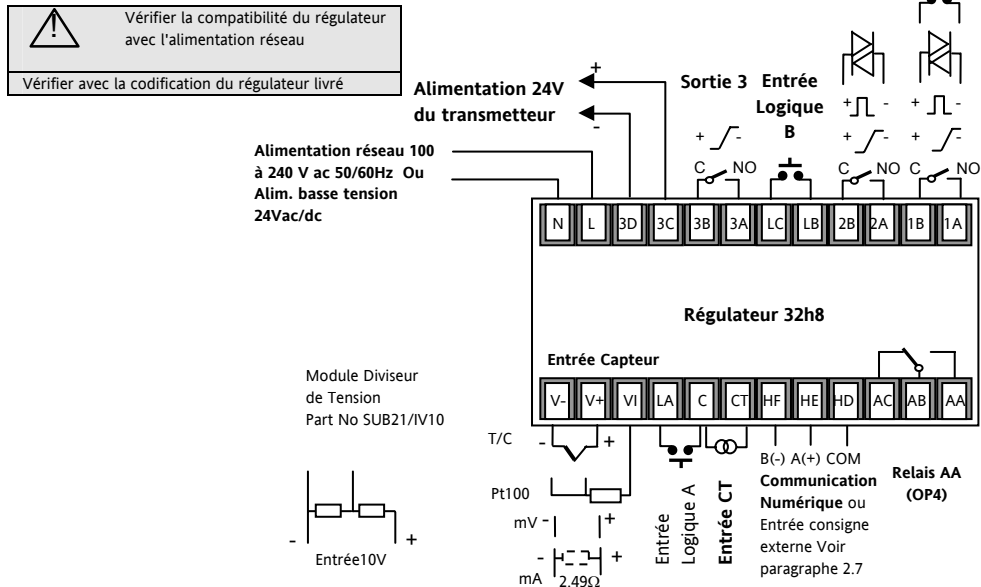 Vérifier la compatibilité du régulateur
avec l'alimentation réseau
Vérifier avec la codification du régulateur livré
Alimentation 24V
du transmetteur
+
-
Sortie 3
Entrée
Logique
B
+ -
+ -
+ -
+ -
+ -
Alimentation réseau 100
à 240 V ac 50/60Hz Ou
Alim. basse tension
24Vac/dc
C NO
C NO
C NO
N L 3D 3C 3B 3A LC LB 2B 2A 1B 1A
Régulateur 32h8
Entrée Capteur
V- V+ VI LA C CT HF HE HD AC AB AA
Module Diviseur
de Tension
Part No SUB21/IV10
- +
Entrée10V
T/C - +
Pt100
mV - +
- +
mA 2.49Ω
Entrée
Logique A
Entrée CT
B(-) A(+) COM
Communication
Numérique ou
Entrée consigne
externe Voir
paragraphe 2.7
Relais AA
(OP4)